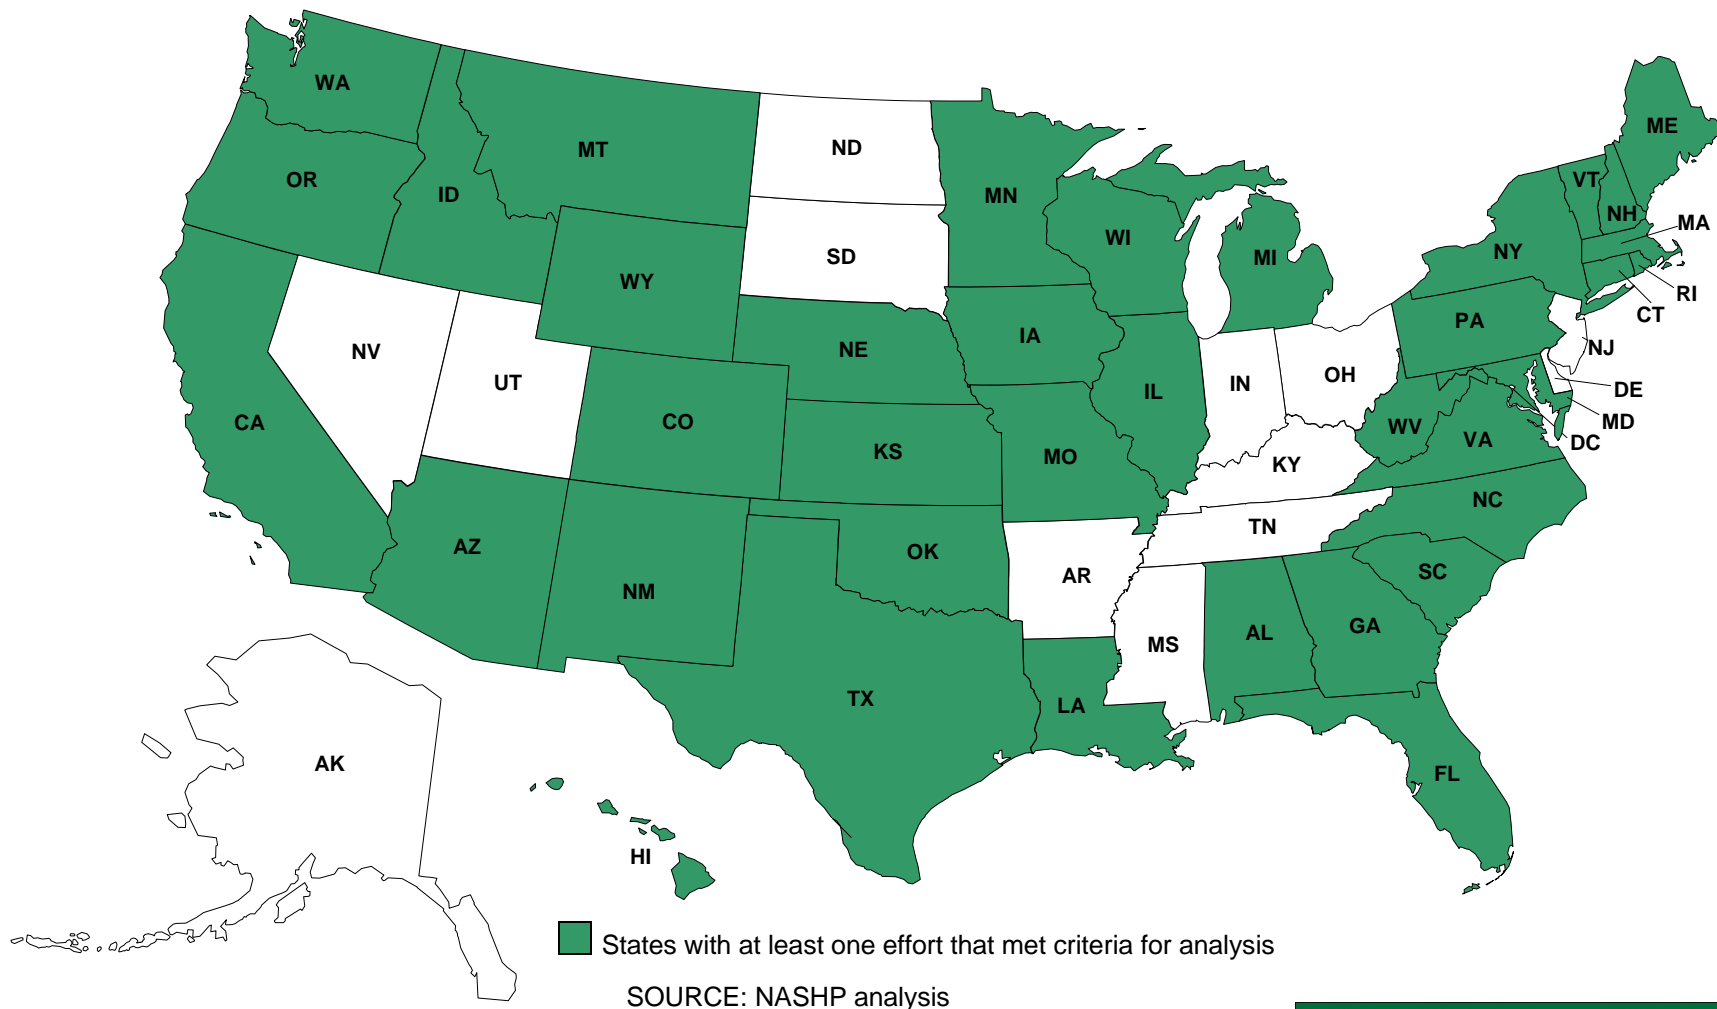 WA
ME
MT
ND
OR
VT
ID
MN
NH
MA
WI
NY
SD
MI
WY
RI
CT
PA
IA
NE
NV
NJ
OH
UT
IN
DE
IL
CO
CA
MD
WV
VA
DC
KS
MO
KY
NC
TN
AZ
OK
SC
AR
NM
GA
AL
MS
TX
LA
AK
FL
HI
States with at least one effort that met criteria for analysis
SOURCE: NASHP analysis